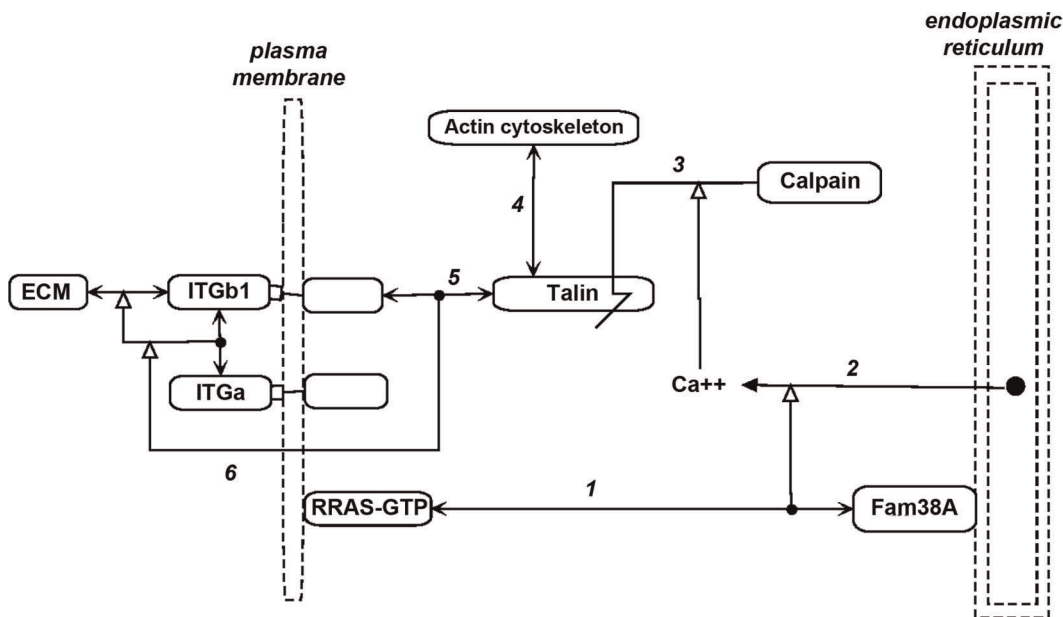 endoplasmic
reticulum
plasma
membrane
Actin cytoskeleton
3
Calpain
4
ECM
ITGb1
5
Talin
ITGa
Ca++
2
6
RRAS-GTP
1
Fam38A